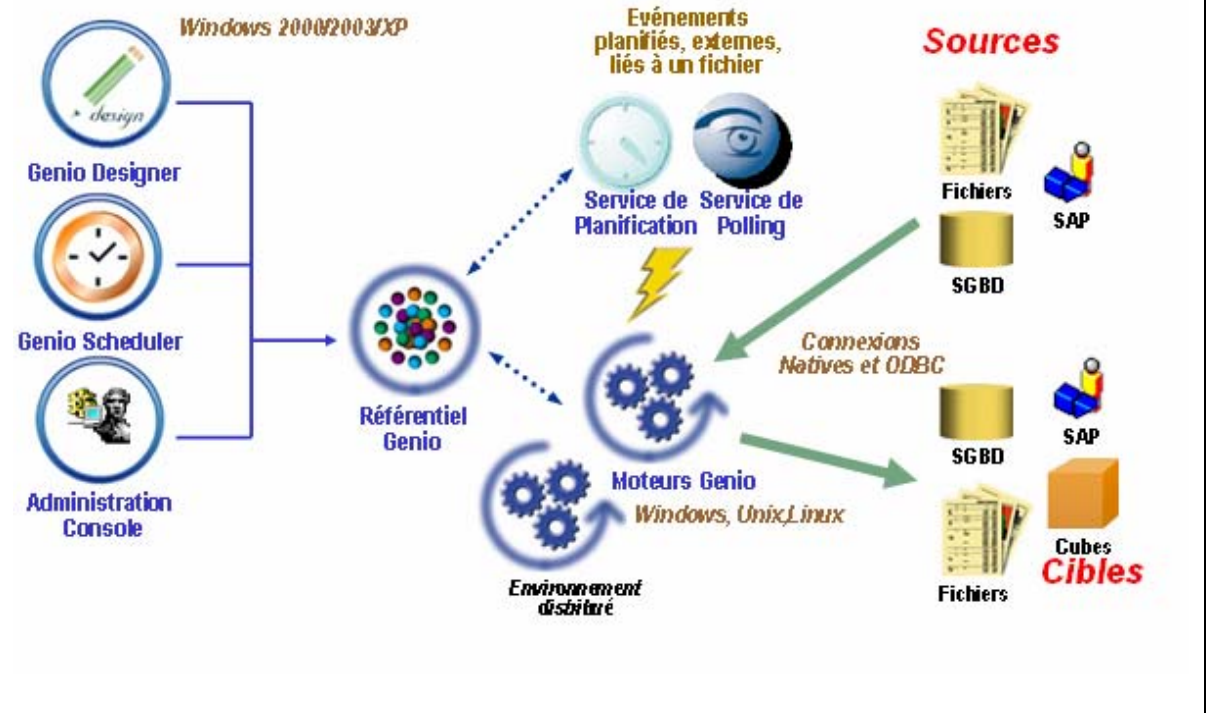 Windows 2000/2003/XP
design
Genio Designer
Genio Scheduler
Administration
Console
Référentiel
Genio
Evénements
planifiés, externes,
liés à un fichier
Service de
Planification
Service de
Polling
Moteurs Genio
Windows, Unix,Linux
Environnement
distribué
Connexions
Natives et ODBC
Sources
Fichiers
SAP
SGBD
SGBD
SAP
Fichiers
Cubes
Cibles